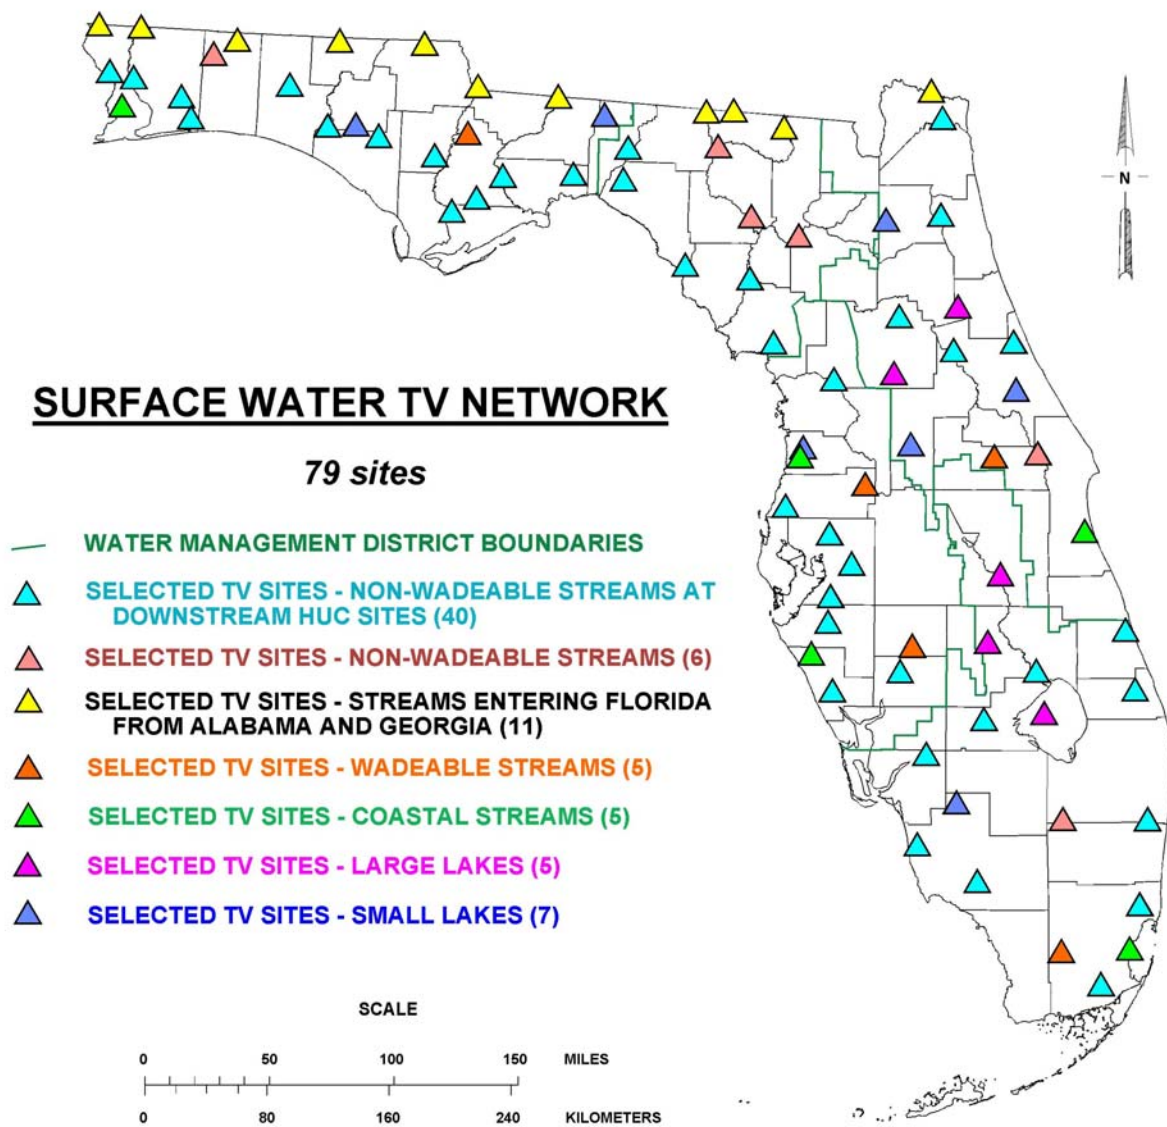 N
SURFACE WATER TV NETWORK
79 sites
WATER MANAGEMENT DISTRICT BOUNDARIES
SELECTED TV SITES - NON-WADEABLE STREAMS AT
DOWNSTREAM HUC SITES (40)
SELECTED TV SITES - NON-WADEABLE STREAMS (6)
SELECTED TV SITES - STREAMS ENTERING FLORIDA
FROM ALABAMA AND GEORGIA (11)
SELECTED TV SITES - WADEABLE STREAMS (5)
SELECTED TV SITES - COASTAL STREAMS (5)
SELECTED TV SITES - LARGE LAKES (5)
SELECTED TV SITES - SMALL LAKES (7)
SCALE
0 50 100 150 MILES
0 80 160 240 KILOMETERS